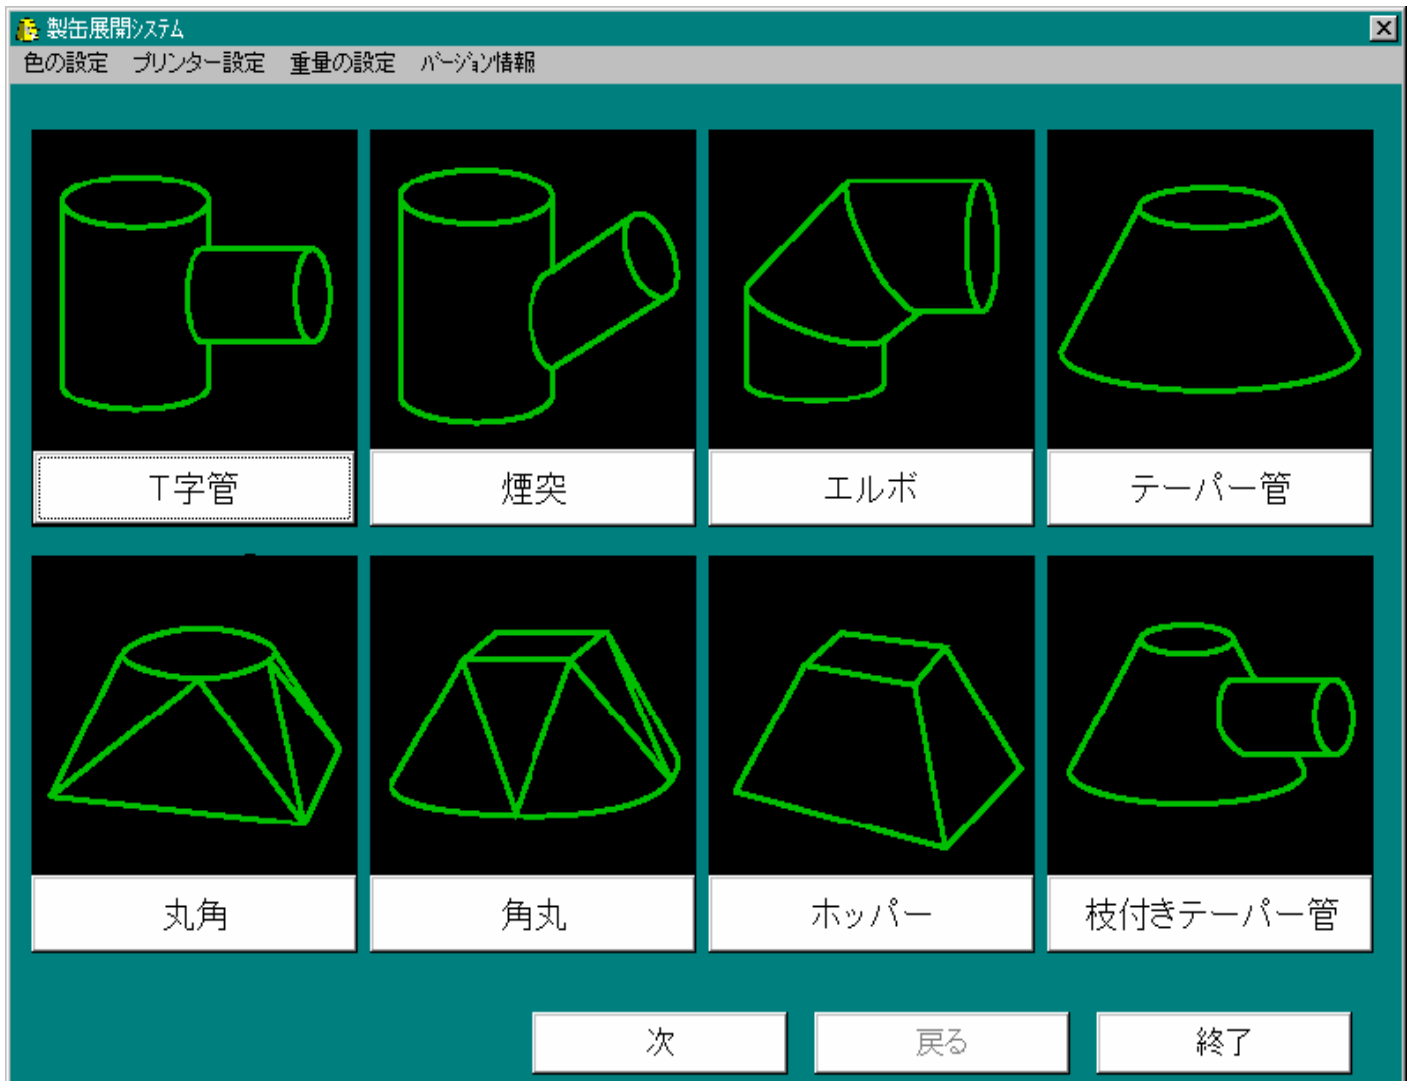 製缶展開ｼｽﾃﾑ
色の設定 プリンター設定 重量の設定 ﾊﾞｰｼﾞｮﾝ情報
T字管 煙突 エルボ テーパー管
丸角 角丸 ホッパー 枝付きテーパー管
次 戻る 終了